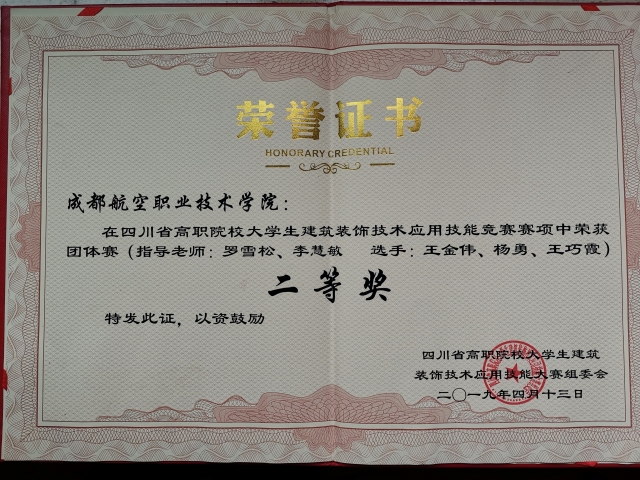 荣誉证书
HONORARY CREDENTIAL
成都航空职业技术学院：
在四川省高职院校大学生建筑装饰技术应用技能竞赛赛项中荣获
团体赛（指导老师：罗雪松、李慧敏 选手：王金伟、杨勇、王巧霞）
二等奖
特发此证，以资鼓励
四川省高职院校大学生建筑
装饰技术应用技能大赛组委会
二〇一九年四月十三日